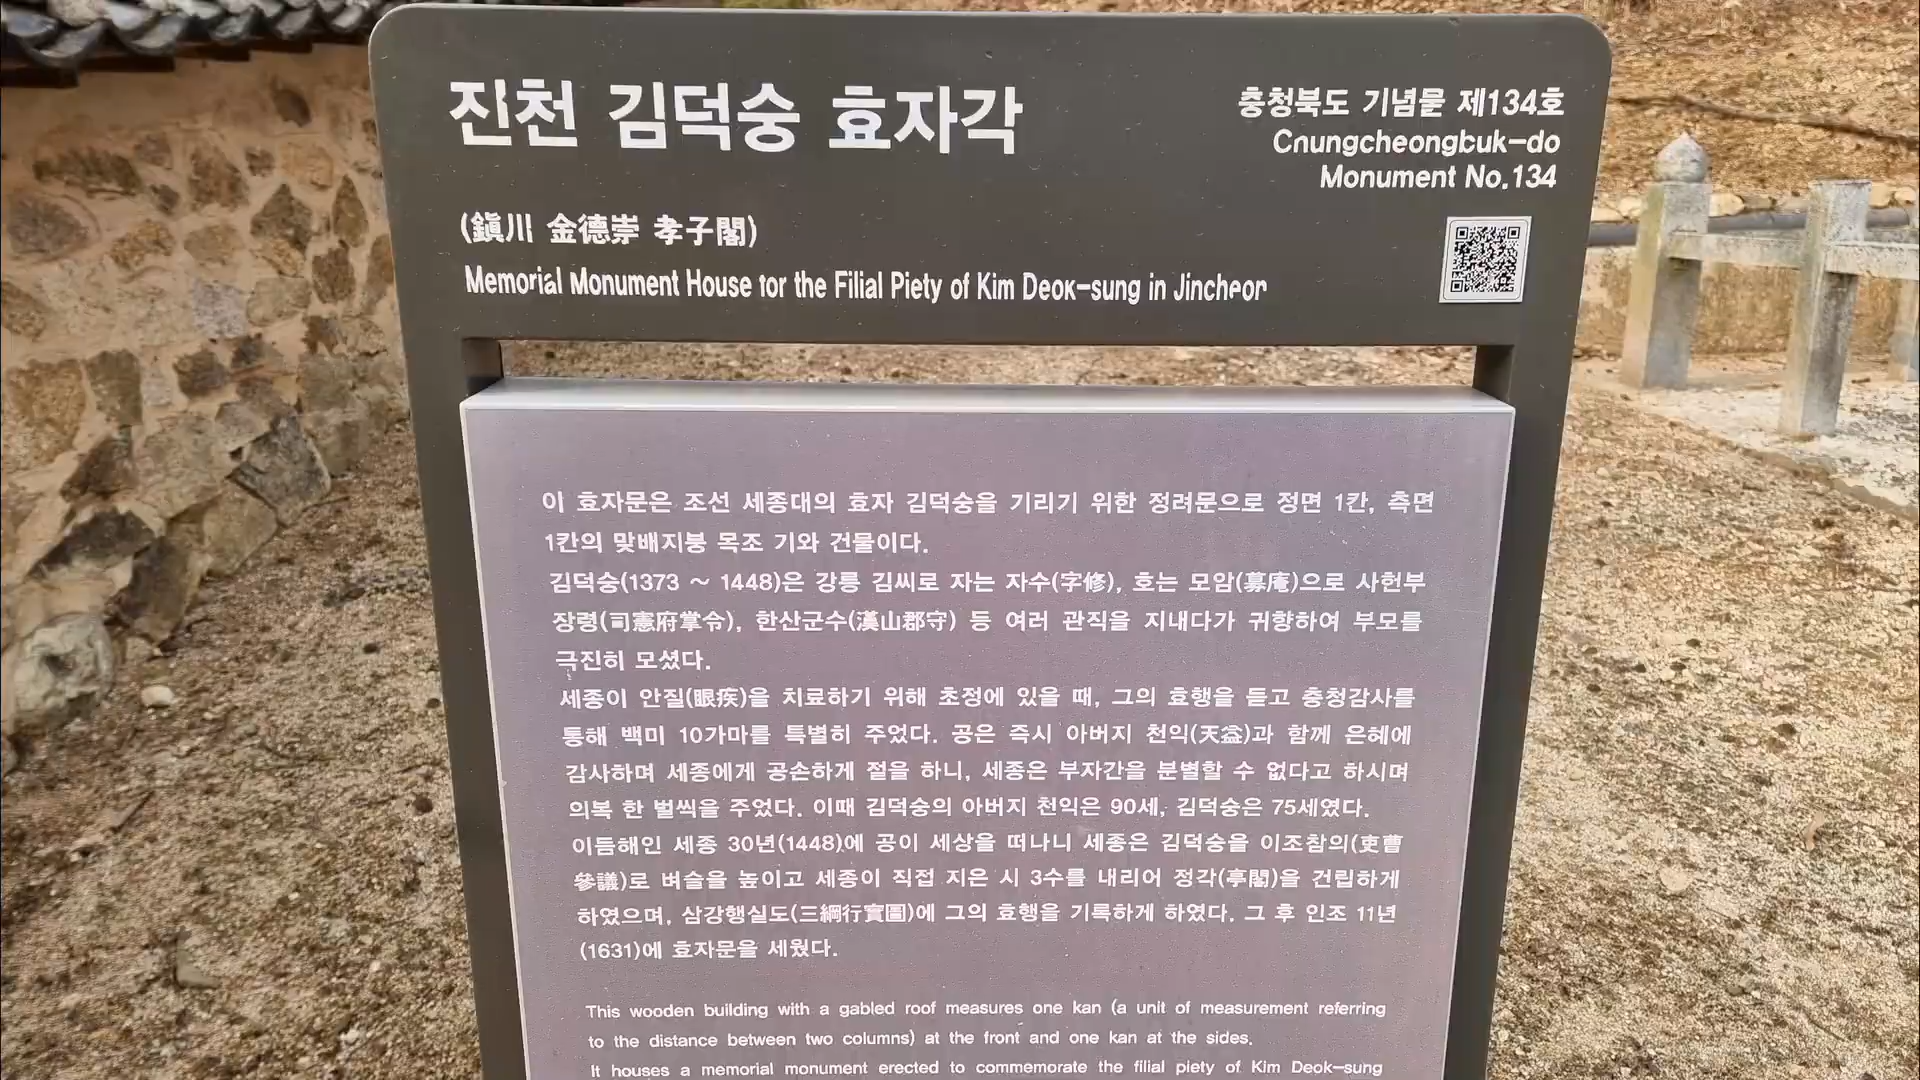 진천 김덕숭 효자각
충청북도 기념물 제134호
Chungcheongbuk-do
Monument No.134
(鎭川 金德崇 孝子閣)
Memorial Monument House for the Filial Piety of Kim Deok-sung in Jincheon
이 효자문은 조선 세종대의 효자 김덕숭을 기리기 위한 정려문으로 정면 1칸, 측면
1칸의 맞배지붕 목조 기와 건물이다.
김덕숭(1373 ~ 1448)은 강릉 김씨로 자는 자수(字修), 호는 모암(慕庵)으로 사헌부
장령(司憲府掌令), 한산군수(漢山郡守) 등 여러 관직을 지내다가 귀향하여 부모를
극진히 모셨다.
세종이 안질(眼疾)을 치료하기 위해 초정에 있을 때, 그의 효행을 듣고 충청감사를
통해 백미 10가마를 특별히 주었다. 공은 즉시 아버지 천익(天益)과 함께 은혜에
감사하며 세종에게 공손하게 절을 하니, 세종은 부자간을 분별할 수 없다고 하시며
의복 한 벌씩을 주었다. 이때 김덕숭의 아버지 천익은 90세, 김덕숭은 75세였다.
이듬해인 세종 30년(1448)에 공이 세상을 떠나니 세종은 김덕숭을 이조참의(吏曹
參議)로 벼슬을 높이고 세종이 직접 지은 시 3수를 내리어 정각(亭閣)을 건립하게
하였으며, 삼강행실도(三綱行實圖)에 그의 효행을 기록하게 하였다. 그 후 인조 11년
(1631)에 효자문을 세웠다.
This wooden building with a gabled roof measures one kan (a unit of measurement referring
to the distance between two columns) at the front and one kan at the sides.
It houses a memorial monument erected to commemorate the filial piety of Kim Deok-sung